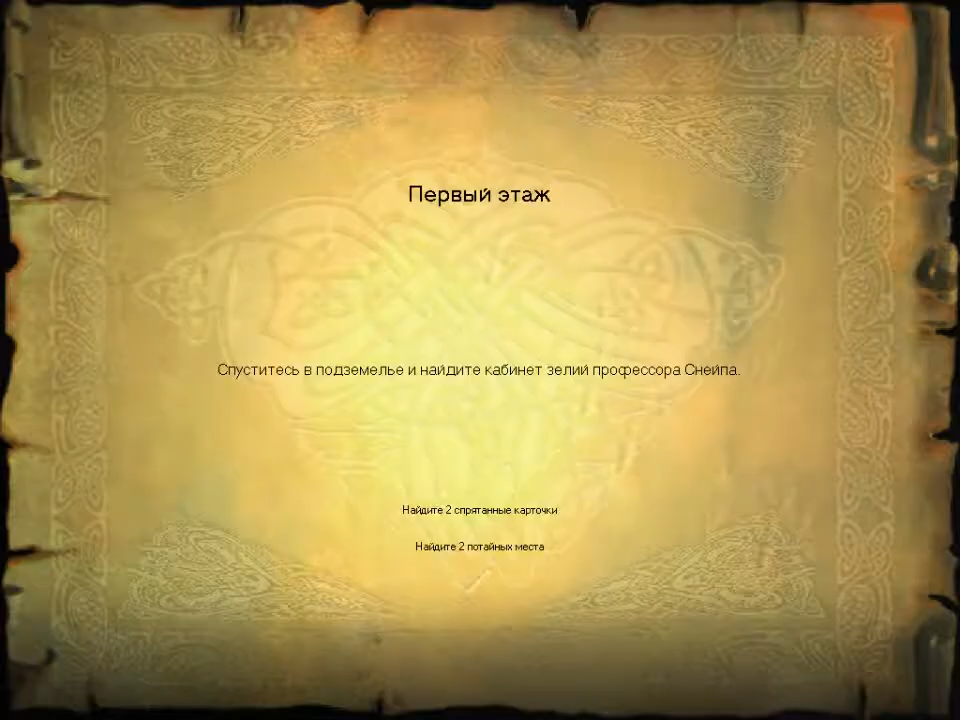 Первый этаж
Спуститесь в подземелье и найдите кабинет зелий профессора Снейпа.
Найдите 2 спрятанные карточки
Найдите 2 потайных места